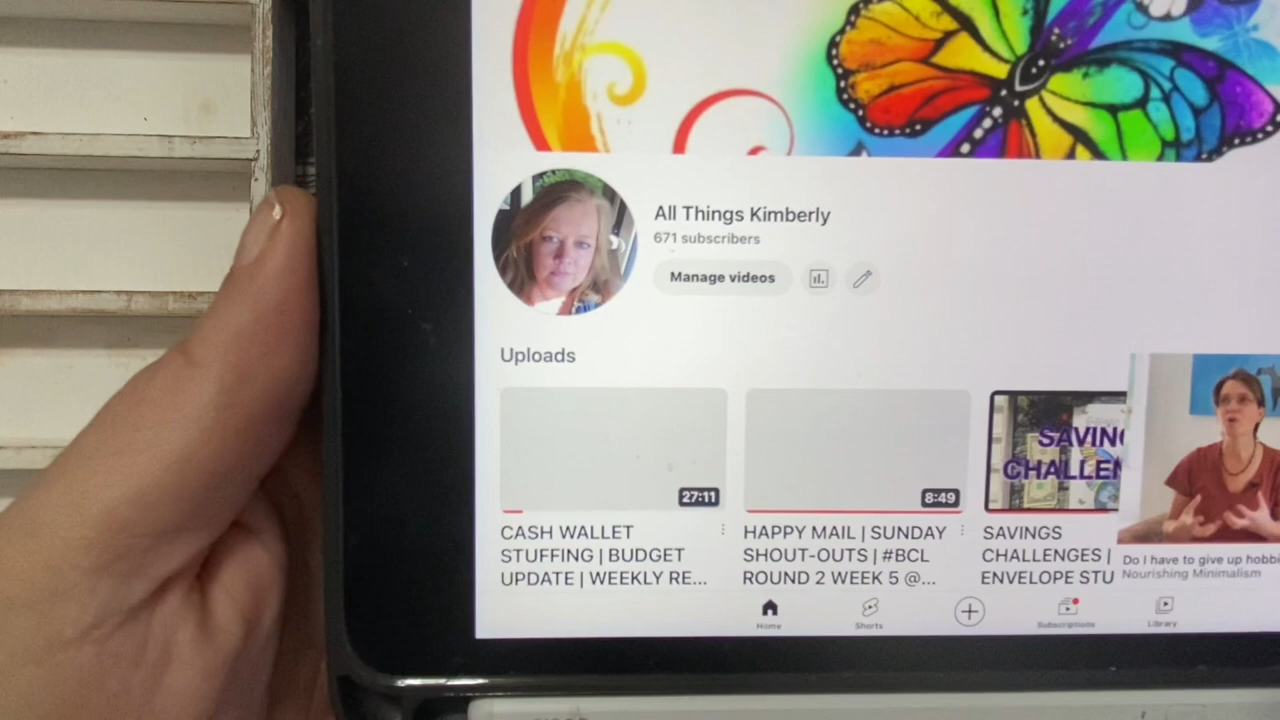 All Things Kimberly
671 subscribers
Manage videos
Uploads
27:11
8:49
SAVING
CHALLEN
CASH WALLET
STUFFING | BUDGET
UPDATE | WEEKLY RE...
HAPPY MAIL | SUNDAY
SHOUT-OUTS | #BCL
ROUND 2 WEEK 5 @...
SAVINGS
CHALLENGES |
ENVELOPE STU
Do I have to give up hobbi
Nourishing Minimalism
Home
Shorts
Subscriptions
Library